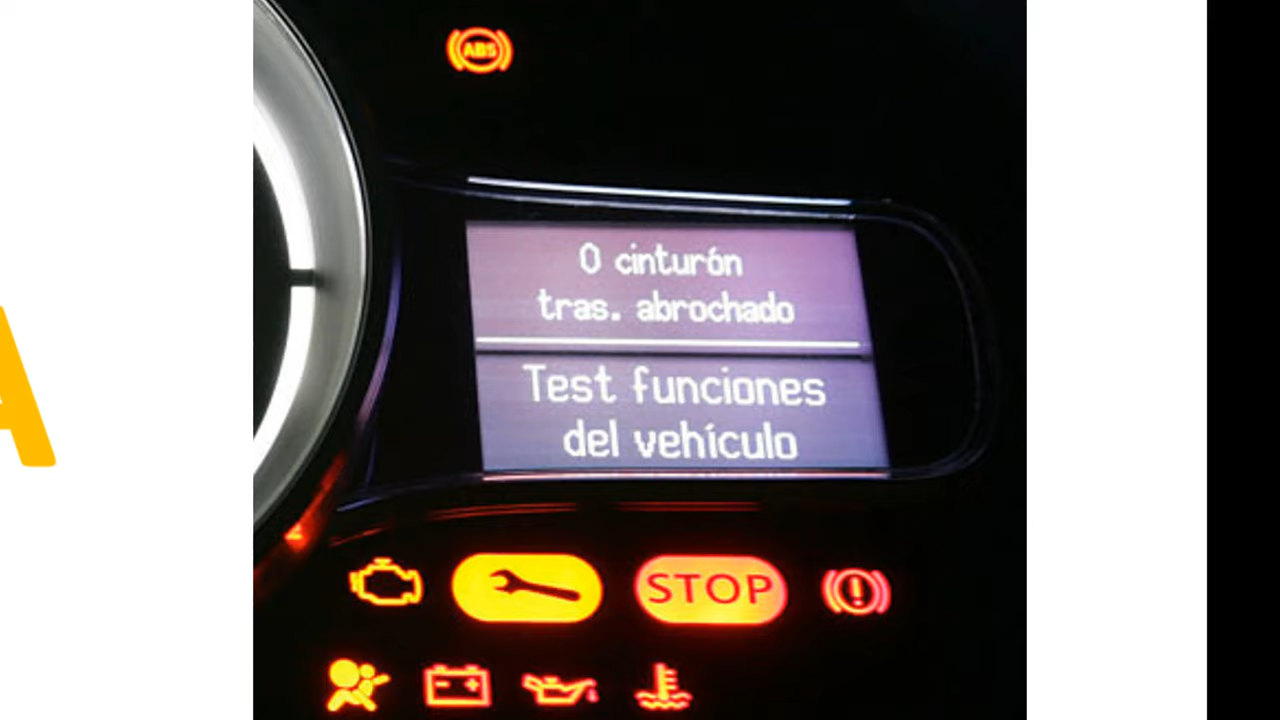 A
ABS
0 cinturón
tras. abrochado
Test funciones
del vehículo
STOP